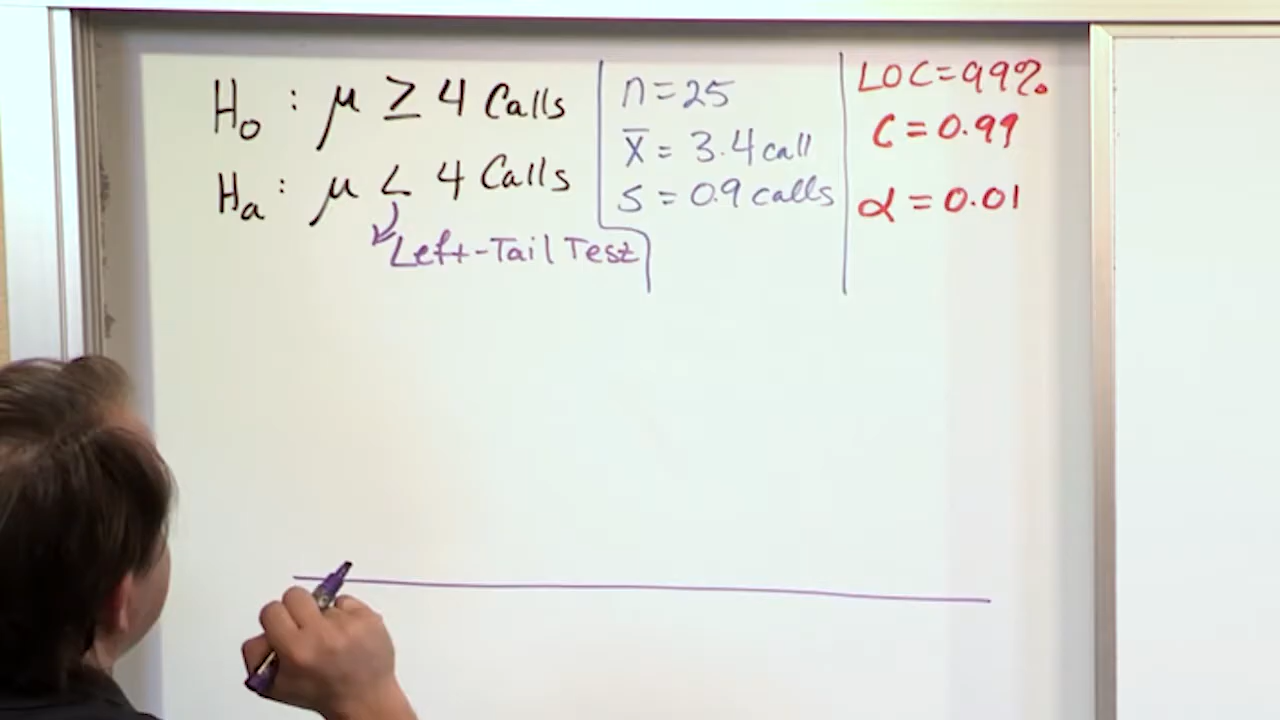 H₀ : μ ≥ 4 Calls
Hₐ : μ < 4 Calls
Left-Tail Test
n = 25
x̄ = 3.4 call
s = 0.9 calls
LOC = 99%
C = 0.99
α = 0.01